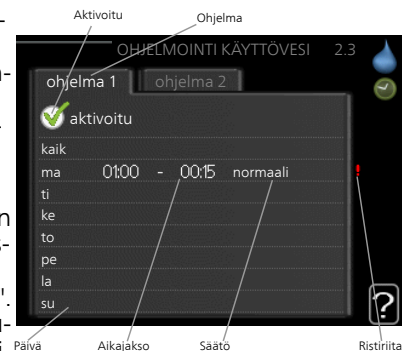 Aktivoitu
Ohjelma
OHJELMOINTI KÄYTTÖVESI 2.3
ohjelma 1
ohjelma 2
aktivoitu
kaik
ma 01:00 - 00:15 normaali
ti
ke
to
pe
la
su
Päivä
Aikajakso
Säätö
Ristiriita